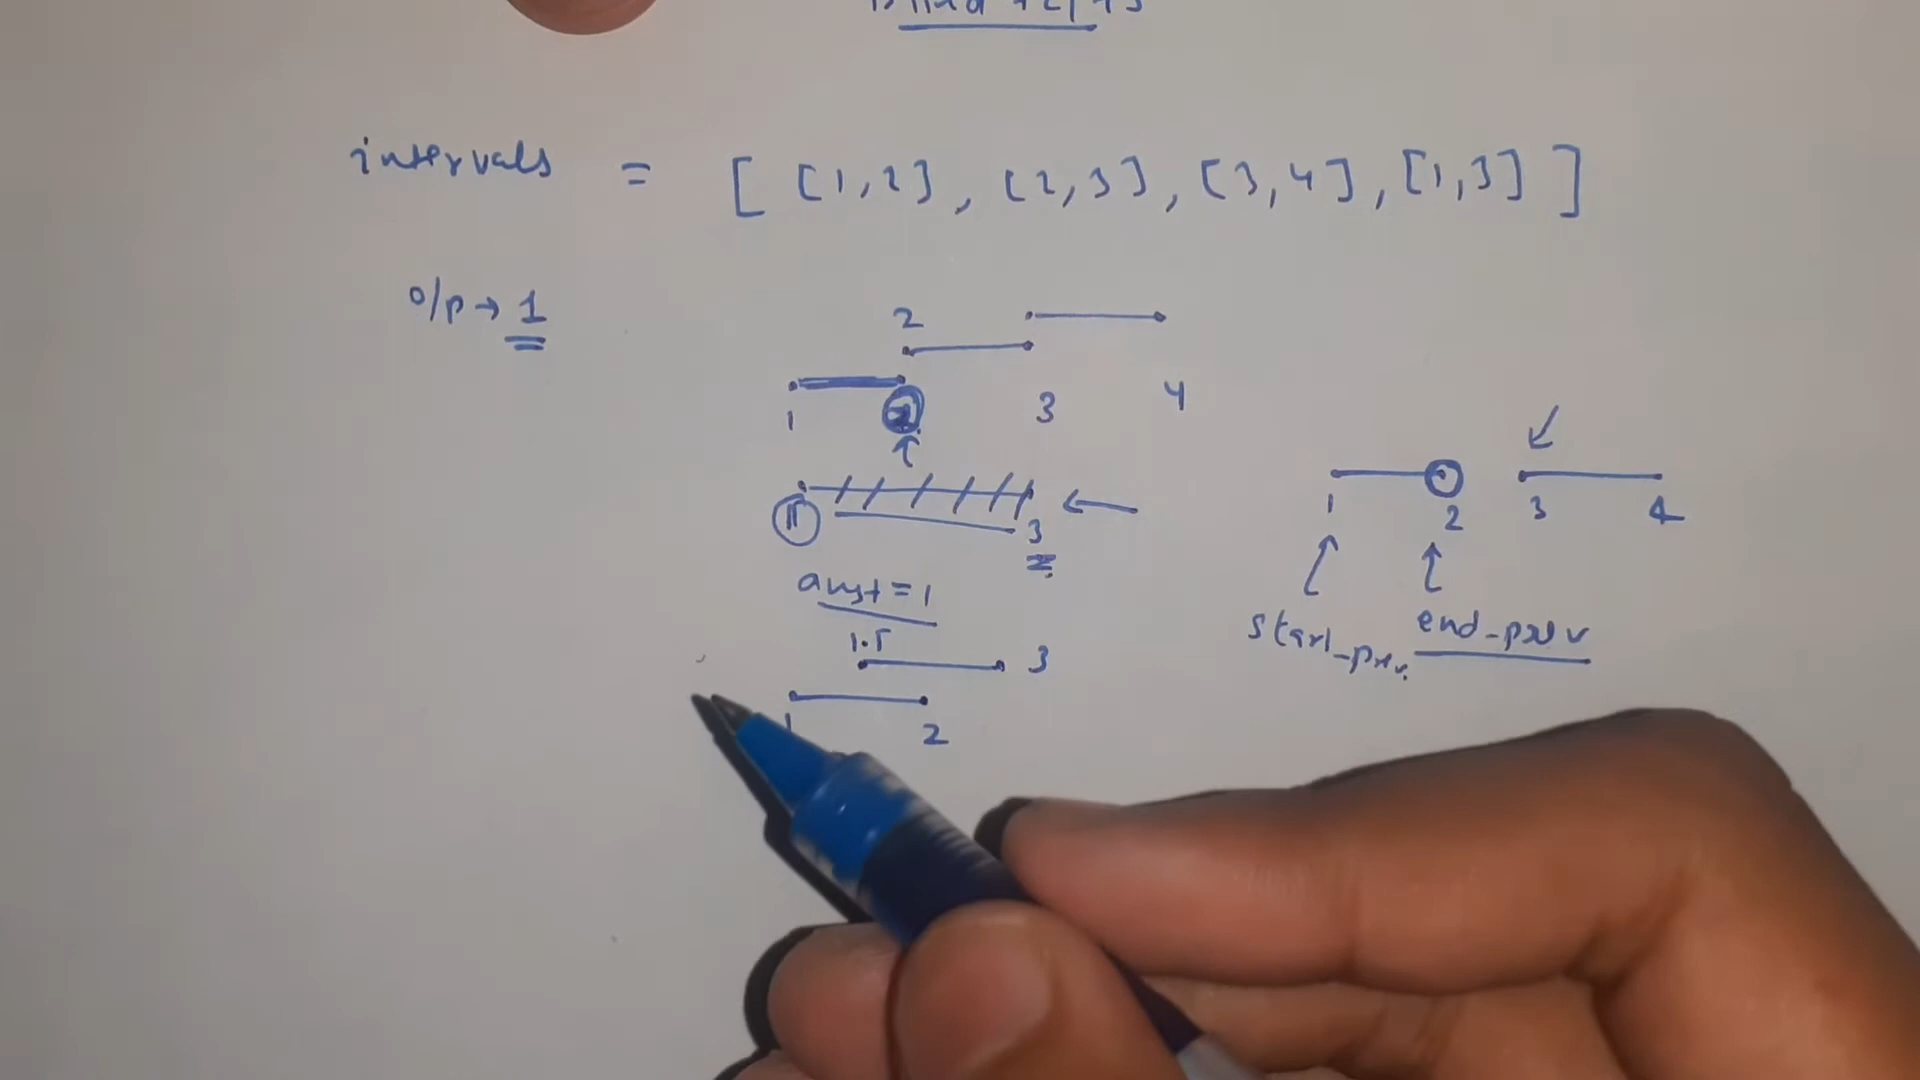 intervals = [ [1,2], [2,3], [3,4], [1,3] ]
o/p → 1
2
1 3 4
1 2 3 4
3
start_prev. end_prev
ans+ = 1
1.5
3
1 2